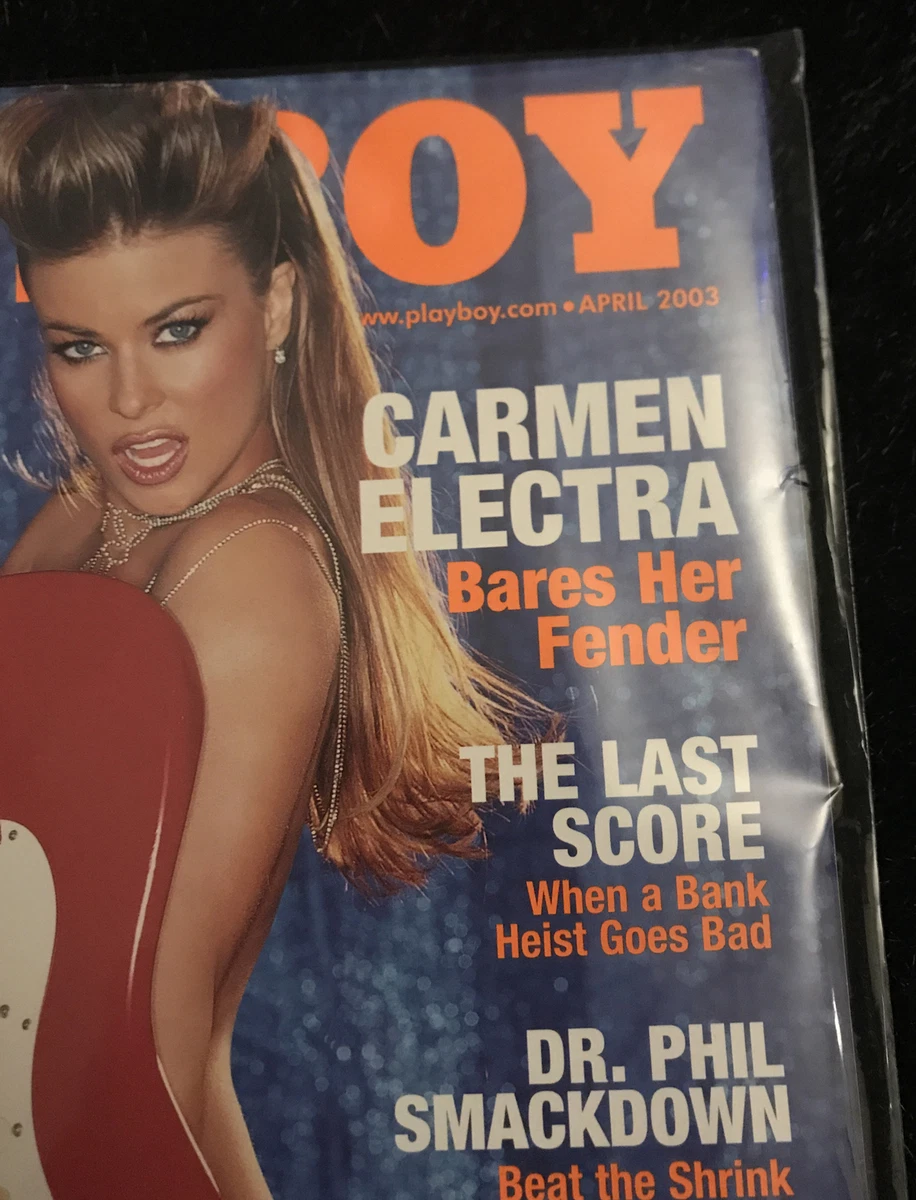 OY
www.playboy.com • APRIL 2003
CARMEN
ELECTRA
Bares Her
Fender
THE LAST
SCORE
When a Bank
Heist Goes Bad
DR. PHIL
SMACKDOWN
Beat the Shrink